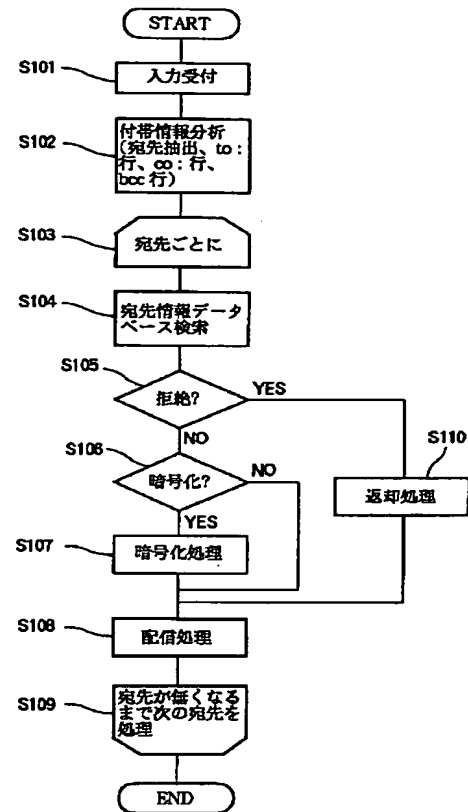 START
S101
入力受付
S102
付帯情報分析
(宛先抽出、to:
行、cc:行、
bcc 行)
S103
宛先ごとに
S104
宛先情報データ
ベース検索
S105
拒絶?
YES
NO
S106
暗号化?
NO
YES
S110
返却処理
S107
暗号化処理
S108
配信処理
S109
宛先が無くなる
まで次の宛先を
処理
END